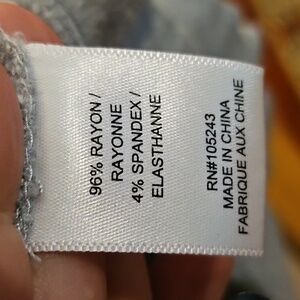 96% RAYON/
RAYONNE
4% SPANDEX/
ELASTHANNE
RN#105243
MADE IN CHINA
FABRIQUE AUX CHINE